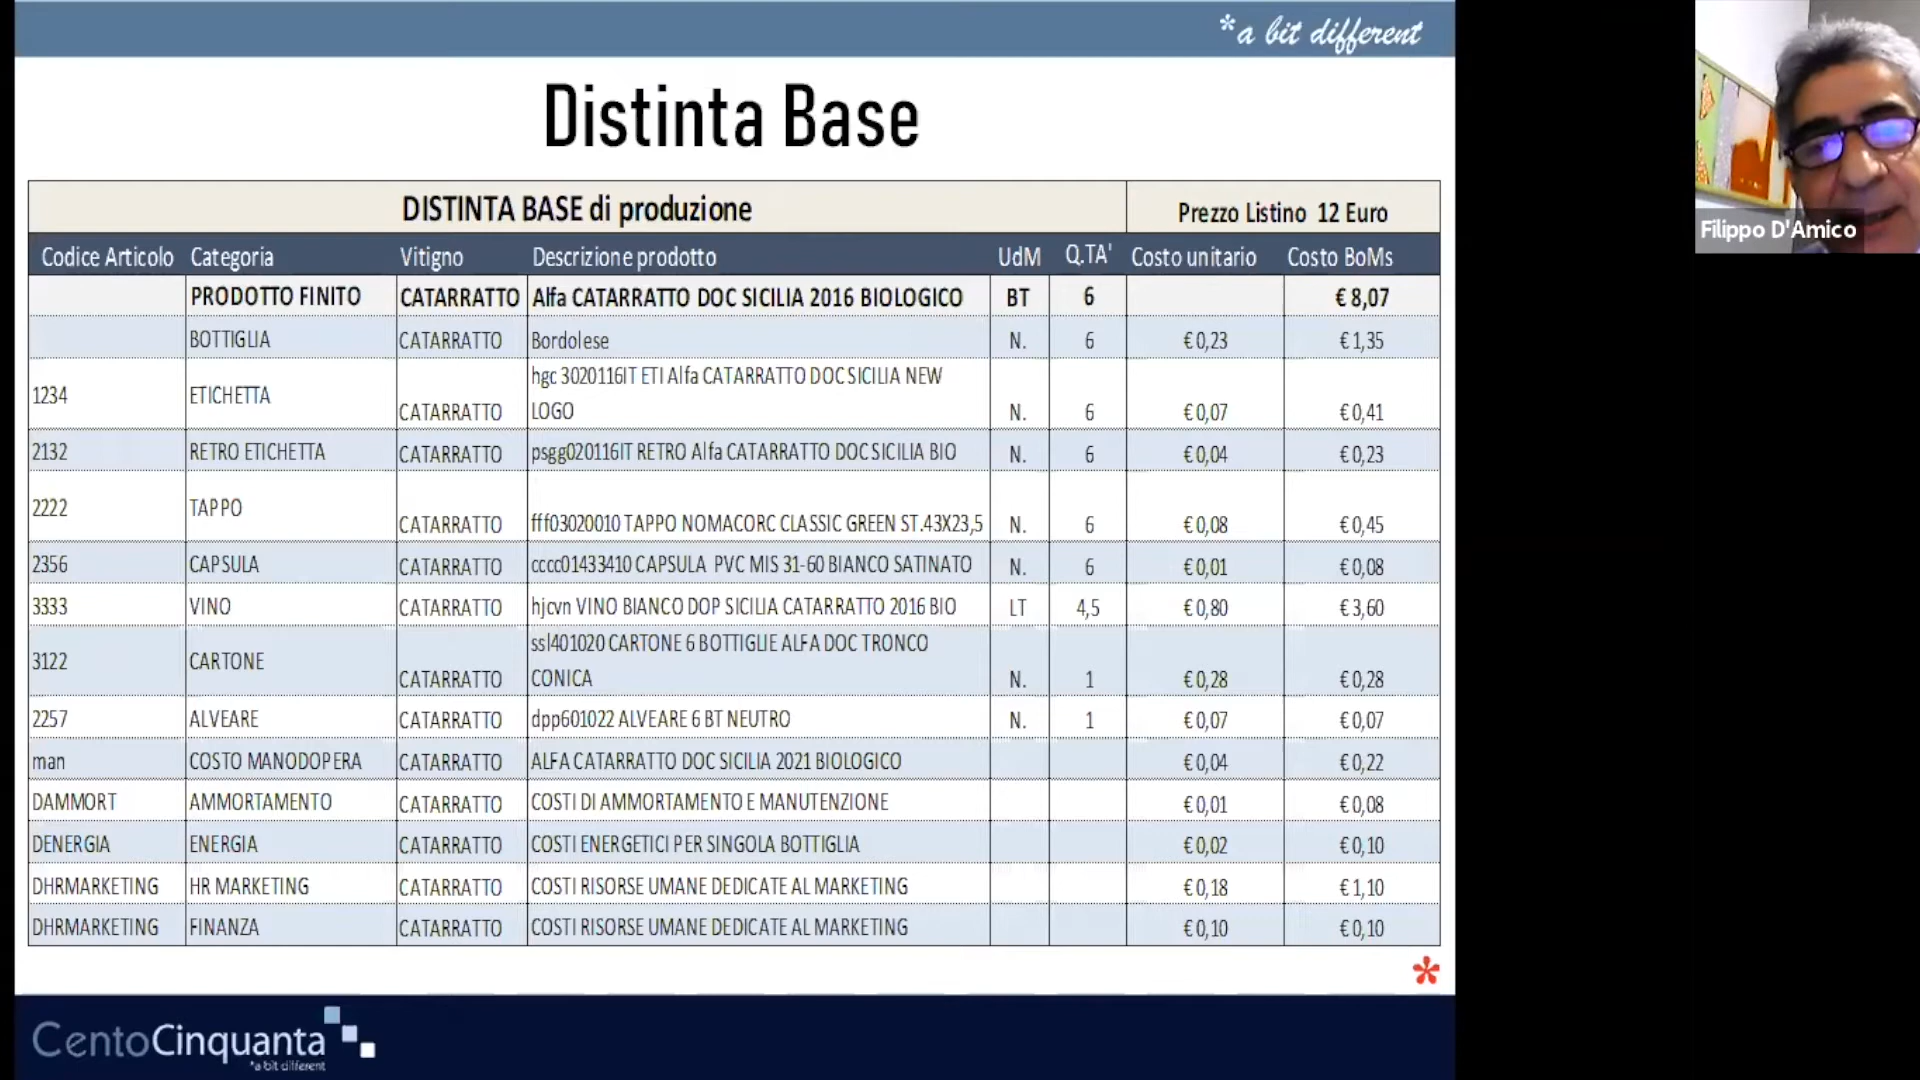 *a bit different
Distinta Base
DISTINTA BASE di produzione Prezzo Listino 12 Euro
Codice Articolo Categoria Vitigno Descrizione prodotto UdM Q.TA' Costo unitario Costo BoMs
PRODOTTO FINITO CATARRATTO Alfa CATARRATTO DOC SICILIA 2016 BIOLOGICO BT 6 € 8,07
BOTTIGLIA CATARRATTO Bordolese N. 6 € 0,23 € 1,35
1234 ETICHETTA CATARRATTO hgc 3020116IT ETI Alfa CATARRATTO DOC SICILIA NEW
LOGO N. 6 € 0,07 € 0,41
2132 RETRO ETICHETTA CATARRATTO psgg020116IT RETRO Alfa CATARRATTO DOC SICILIA BIO N. 6 € 0,04 € 0,23
2222 TAPPO CATARRATTO fff03020010 TAPPO NOMACORC CLASSIC GREEN ST.43X23,5 N. 6 € 0,08 € 0,45
2356 CAPSULA CATARRATTO cccc01433410 CAPSULA PVC MIS 31-60 BIANCO SATINATO N. 6 € 0,01 € 0,08
3333 VINO CATARRATTO hjcvn VINO BIANCO DOP SICILIA CATARRATTO 2016 BIO LT 4,5 € 0,80 € 3,60
3122 CARTONE CATARRATTO ssl401020 CARTONE 6 BOTTIGLIE ALFA DOC TRONCO
CONICA N. 1 € 0,28 € 0,28
2257 ALVEARE CATARRATTO dpp601022 ALVEARE 6 BT NEUTRO N. 1 € 0,07 € 0,07
man COSTO MANODOPERA CATARRATTO ALFA CATARRATTO DOC SICILIA 2021 BIOLOGICO € 0,04 € 0,22
DAMMORT AMMORTAMENTO CATARRATTO COSTI DI AMMORTAMENTO E MANUTENZIONE € 0,01 € 0,08
DENERGIA ENERGIA CATARRATTO COSTI ENERGETICI PER SINGOLA BOTTIGLIA € 0,02 € 0,10
DHRMARKETING HR MARKETING CATARRATTO COSTI RISORSE UMANE DEDICATE AL MARKETING € 0,18 € 1,10
DHRMARKETING FINANZA CATARRATTO COSTI RISORSE UMANE DEDICATE AL MARKETING € 0,10 € 0,10
*
CentoCinquanta
*a bit different
Filippo D'Amico